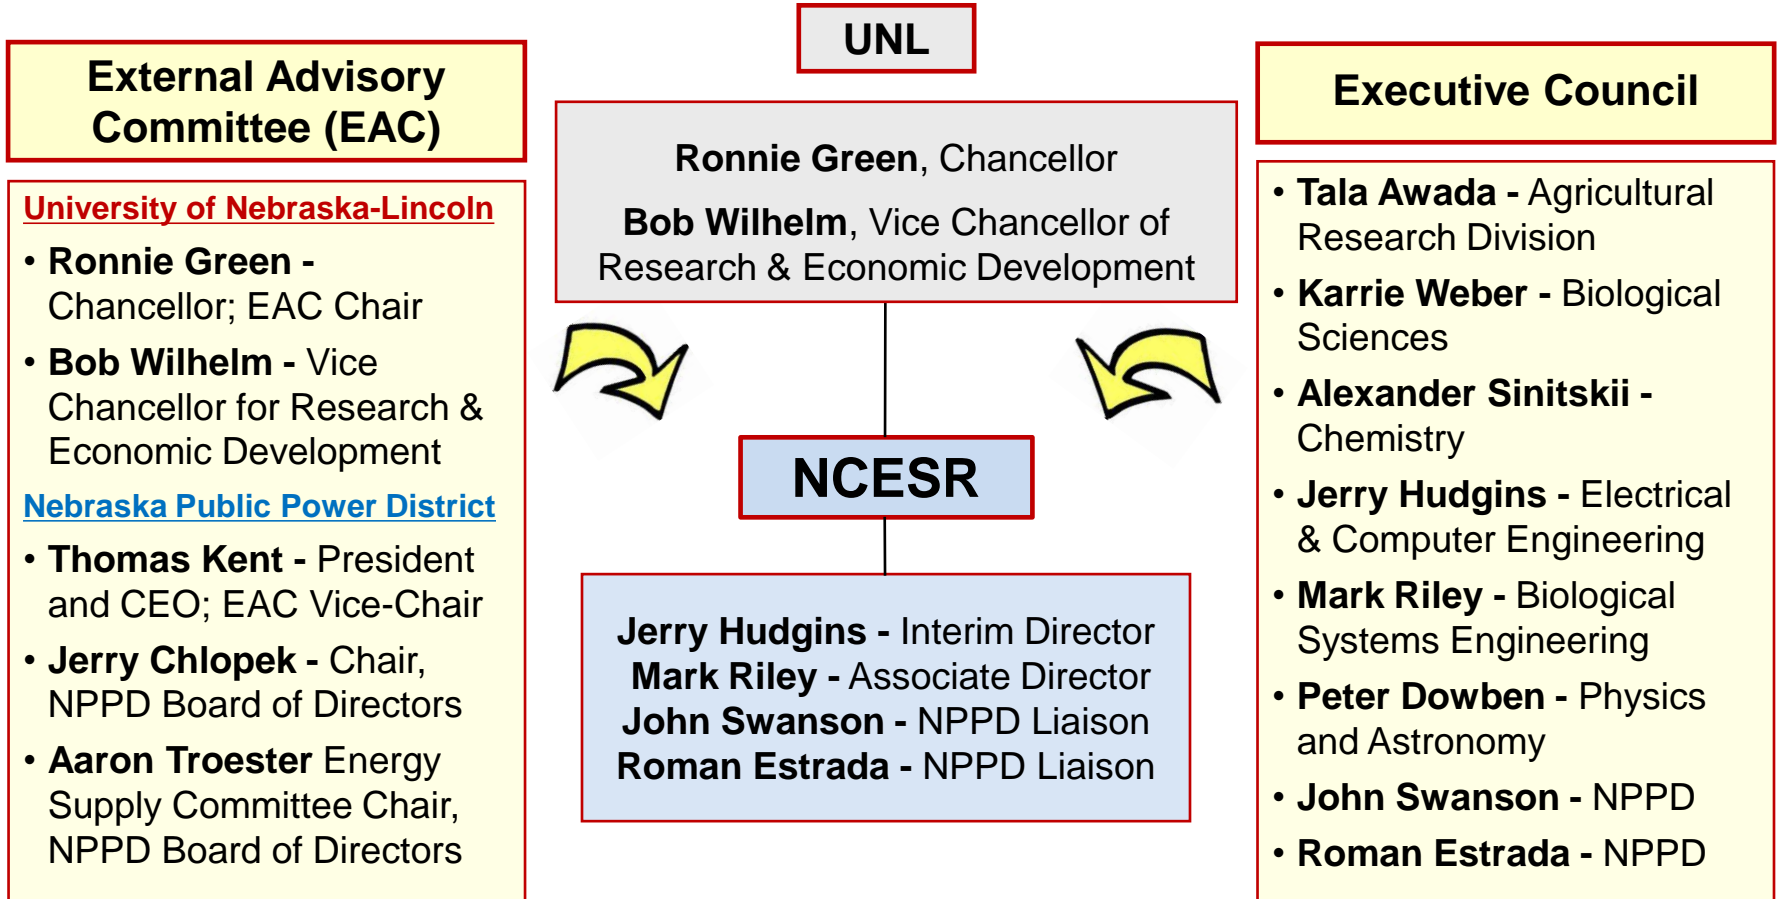 UNL
External Advisory
Committee (EAC)
University of Nebraska-Lincoln
• Ronnie Green -
Chancellor; EAC Chair
• Bob Wilhelm - Vice
Chancellor for Research &
Economic Development
Nebraska Public Power District
• Thomas Kent - President
and CEO; EAC Vice-Chair
• Jerry Chlopek - Chair,
NPPD Board of Directors
• Aaron Troester Energy
Supply Committee Chair,
NPPD Board of Directors
Ronnie Green, Chancellor
Bob Wilhelm, Vice Chancellor of
Research & Economic Development
NCESR
Jerry Hudgins - Interim Director
Mark Riley - Associate Director
John Swanson - NPPD Liaison
Roman Estrada - NPPD Liaison
Executive Council
• Tala Awada - Agricultural
Research Division
• Karrie Weber - Biological
Sciences
• Alexander Sinitskii -
Chemistry
• Jerry Hudgins - Electrical
& Computer Engineering
• Mark Riley - Biological
Systems Engineering
• Peter Dowben - Physics
and Astronomy
• John Swanson - NPPD
• Roman Estrada - NPPD